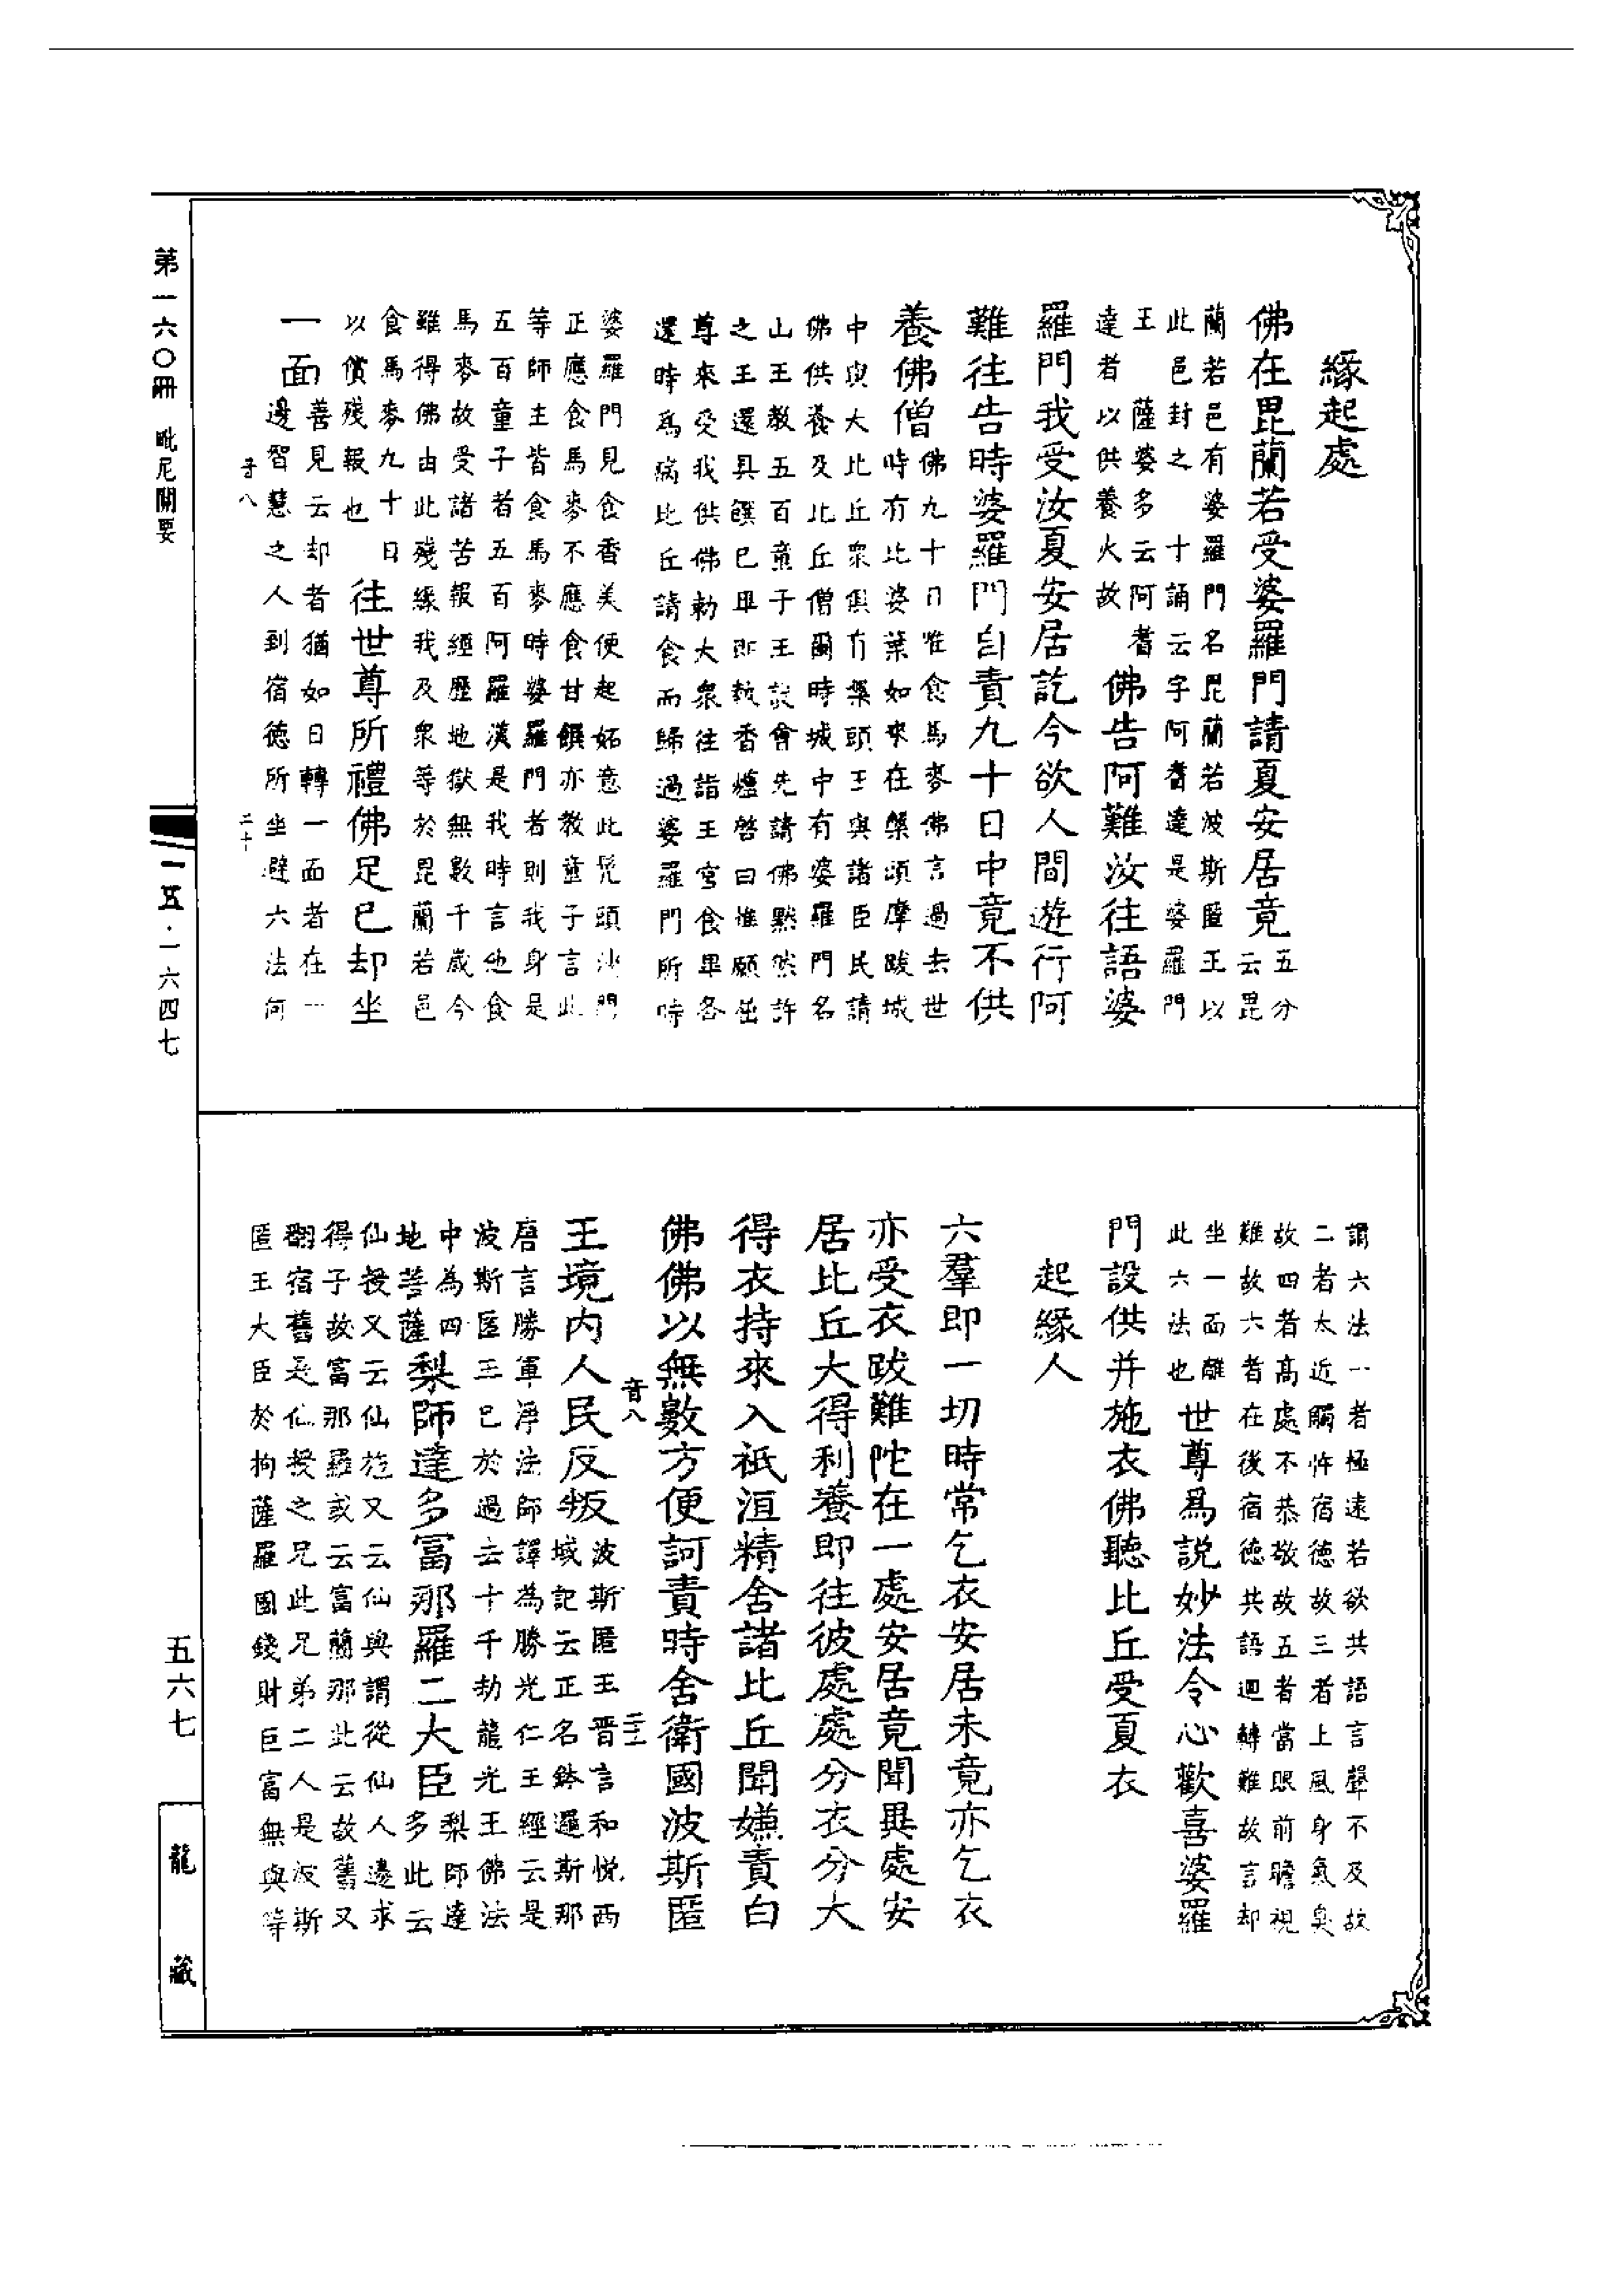 緣起處
佛在毘蘭若受婆羅門請夏安居竟五分
云毘
蘭若邑有婆羅門名毘蘭若波斯匿王以
此邑封之 十誦云字阿耆達是婆羅門
王 薩婆多云阿耆
達者以供養火故
佛告阿難汝往語婆
羅門我受汝夏安居訖今欲人間遊行阿
難往告時婆羅門自責九十日中竟不供
養佛僧佛九十日唯食馬麥佛言過去世
時有比婆葉如來在槃頭摩跋城
中與大比丘衆俱有槃頭王與諸臣民請
佛供養及比丘僧爾時城中有婆羅門名
山王教五百童子王設會先請佛默然許
之王還具饌已畢即執香爐啓曰惟願世
尊來受我供佛勅大衆往詣王宮食畢各
還時爲病比丘請食而歸過婆羅門所時
婆羅門見食香美便起妬意此髠頭沙門
正應食馬麥不應食甘饌亦教童子言此
等師主皆食馬麥時婆羅門者則我身是
五百童子者五百阿羅漢是我時言他食
馬麥故受諸苦報經歷地獄無數千歲今
雖得佛由此殘緣我及衆等於毘蘭若邑
食馬麥九十日
以償殘報也
往世尊所禮佛足已却坐
一面善見云却者猶如日轉一面者在一
邊智慧之人到宿德所坐避六法何
二十
謂六法一者極遠若欲共語言聲不及故
二者太近觸忤宿德故三者上風身氣臭
故四者高處不恭敬故五者當眼前瞻視
難故六者在後宿德共語迴轉難故言却
坐一面離
此六法也
世尊爲說妙法令心歡喜婆羅
門設供并施衣佛聽比丘受夏衣
起緣人
六羣即一切時常乞衣安居未竟亦乞衣
亦受衣跋難陀在一處安居竟聞異處安
居比丘大得利養即往彼處處分衣分大
得衣持來入祇洹精舍諸比丘聞嫌責白
佛佛以無數方便訶責時舍衛國波斯匿
音八
二十一
王境內人民反叛波斯匿王晋言和悅西
域記云正名鉢邏斯那
唐言勝軍淨法師譯為勝光仁王經云是
波斯匿王已於過去十千劫龍光王佛法
中為四
地菩薩
梨師達多富那羅二大臣梨師達
多此云
仙授又云仙施又云仙與謂從仙人邊求
得子故富那羅或云富蘭那此云故舊又
翻宿舊是仙授之兄此兄弟二人是波斯
匿王大臣於拘薩羅國錢財巨富無與等
第一六〇冊 毗尼關要
一五·一六四七
五六七
龍藏